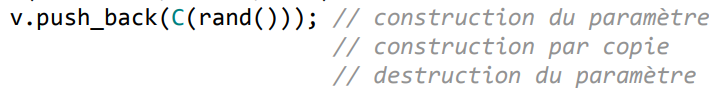 v.push_back(C(rand())); // construction du paramètre
// construction par copie
// destruction du paramètre